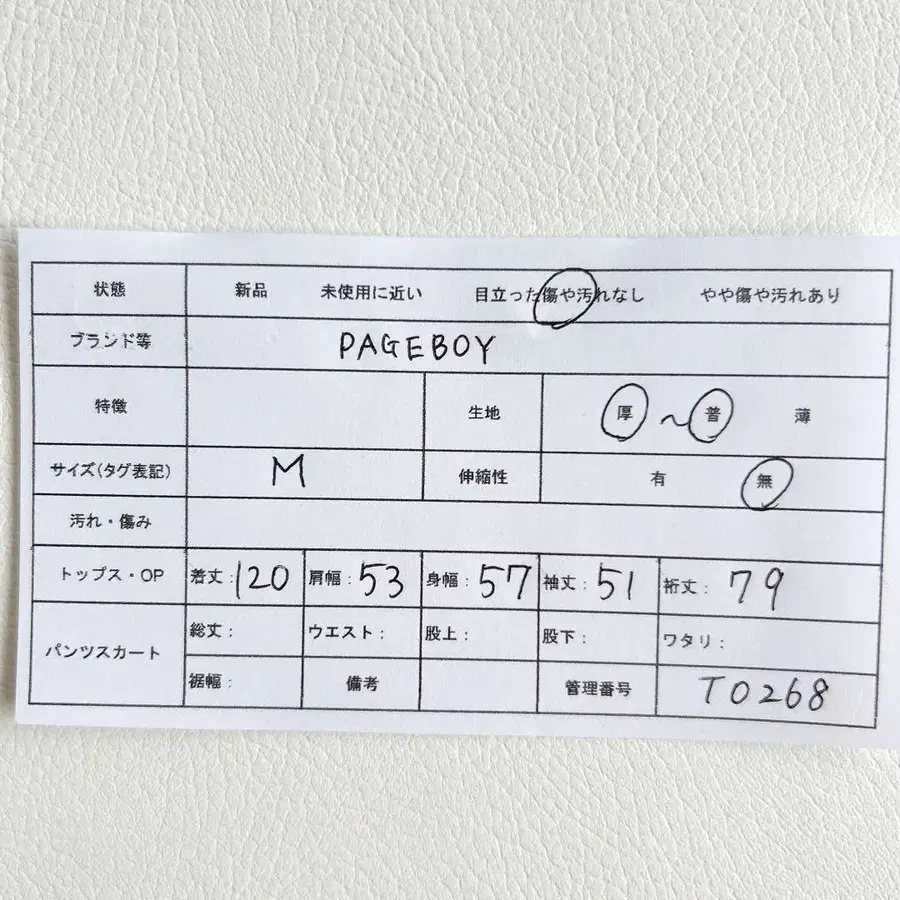 状態 新品 未使用に近い 目立った傷や汚れなし やや傷や汚れあり
ブランド等 PAGEBOY
特徴 生地 厚 〜 普 薄
サイズ(タグ表記) M 伸縮性 有 無
汚れ・傷み
トップス・OP 着丈:120 肩幅:53 身幅:57 袖丈:51 裄丈:79
パンツスカート 総丈: ウエスト: 股上: 股下: ワタリ:
裾幅: 備考 管理番号 T0268